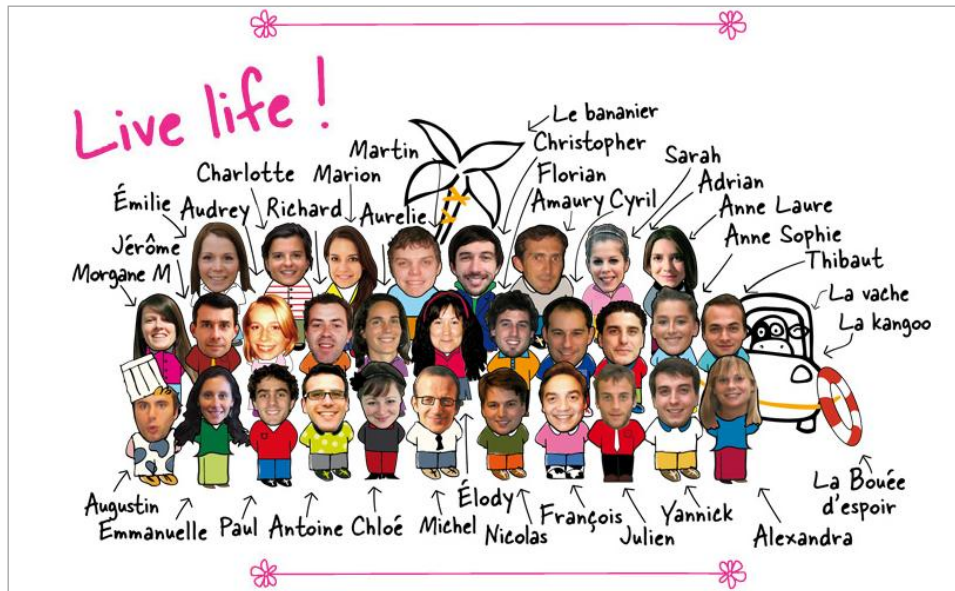 Live life !
Le bananier
Christopher
Martin
Florian
Sarah
Charlotte
Marion
Amaury
Cyril
Adrian
Émilie
Audrey
Richard
Aurelie
Anne Laure
Jérôme
Anne Sophie
Morgane M
Thibaut
La vache
La kangoo
Augustin
Emmanuelle
Paul
Antoine
Chloé
Michel
Élody
Nicolas
François
Julien
Yannick
Alexandra
La Bouée
d'espoir